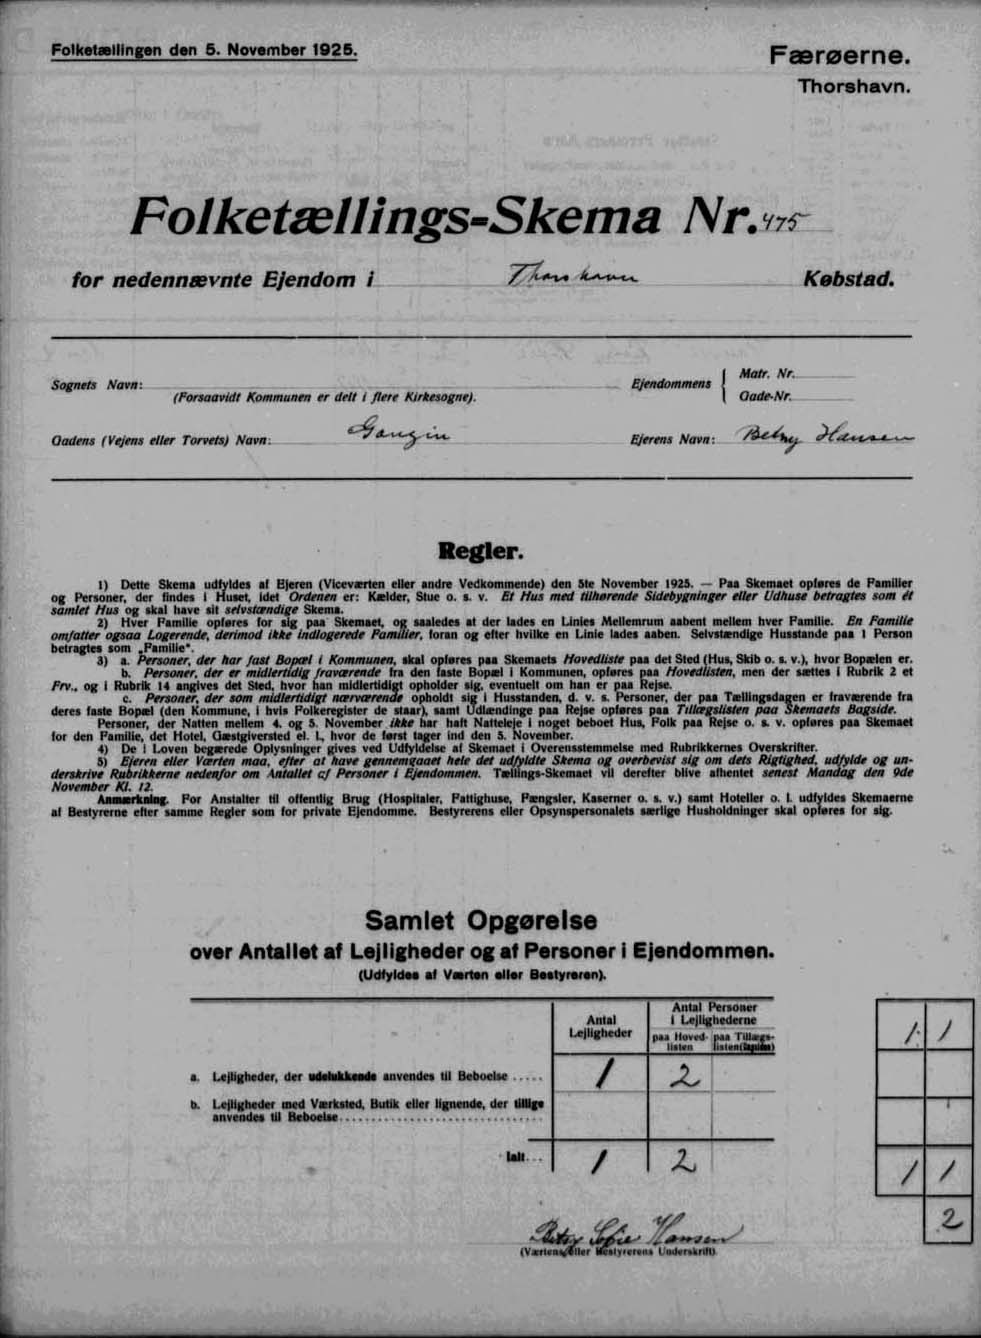 Folketællingen den 5. November 1925.
Færøerne.
Thorshavn.
Folketællings-Skema Nr. 475
for nedennævnte Ejendom i Thorshavn Købstad.
Sognets Navn:
(Forsaavidt Kommunen er delt i flere Kirkesogne).
Ejendommens { Matr. Nr.
Gade-Nr.
Gadens (Vejens eller Torvets) Navn: Gongin
Ejerens Navn: Betsy Hansen
Regler.
1) Dette Skema udfyldes af Ejeren (Viceværten eller andre Vedkommende) den 5te November 1925. — Paa Skemaet opføres de Familier
og Personer, der findes i Huset, idet Ordenen er: Kælder, Stue o. s. v. Et Hus med tilhørende Sidebygninger eller Udhuse betragtes som ét
samlet Hus og skal have sit selvstændige Skema.
2) Hver Familie opføres for sig paa Skemaet, og saaledes at der lades en Linies Mellemrum aabent mellem hver Familie. En Familie
omfatter ogsaa Logerende, derimod ikke indlogerede Familier, foran og efter hvilke en Linie lades aaben. Selvstændige Husstande paa 1 Person
betragtes som „Familie“.
3) a. Personer, der har fast Bopæl i Kommunen, skal opføres paa Skemaets Hovedliste paa det Sted (Hus, Skib o. s. v.), hvor Bopælen er.
b. Personer, der er midlertidig fraværende fra den faste Bopæl i Kommunen, opføres paa Hovedlisten, men der sættes i Rubrik 2 et
Frv., og i Rubrik 14 angives det Sted, hvor han midlertidigt opholder sig, eventuelt om han er paa Rejse.
c. Personer, der som midlertidigt nærværende opholdt sig i Husstanden, d. v. s. Personer, der paa Tællingsdagen er fraværende fra
deres faste Bopæl (den Kommune, i hvis Folkeregister de staar), samt Udlændinge paa Rejse opføres paa Tillægslisten paa Skemaets Bagside.
Personer, der Natten mellem 4. og 5. November ikke har haft Natteleje i noget beboet Hus, Folk paa Rejse o. s. v. opføres paa Skemaet
for den Familie, det Hotel, Gæstgiversted el. l., hvor de først tager ind den 5. November.
4) De i Loven begærede Oplysninger gives ved Udfyldelse af Skemaet i Overensstemmelse med Rubrikkernes Overskrifter.
5) Ejeren eller Værten maa, efter at have gennemgaaet hele det udfyldte Skema og overbevist sig om dets Rigtighed, udfylde og un-
derskrive Rubrikkerne nedenfor om Antallet af Personer i Ejendommen. Tællings-Skemaet vil derefter blive afhentet senest Mandag den 9de
November Kl. 12.
Anmærkning. For Anstalter til offentlig Brug (Hospitaler, Fattighuse, Fængsler, Kaserner o. s. v.) samt Hoteller o. l. udfyldes Skemaerne
af Bestyrerne efter samme Regler som for private Ejendomme. Bestyrerens eller Opsynspersonalets særlige Husholdninger skal opføres for sig.
Samlet Opgørelse
over Antallet af Lejligheder og af Personer i Ejendommen.
(Udfyldes af Værten eller Bestyreren).
Antal
Lejligheder
Antal Personer
i Lejlighederne
paa Hoved-
listen
paa Tillægs-
listen (Bagsiden)
1 1
a. Lejligheder, der udelukkende anvendes til Beboelse ..... 1 2
b. Lejligheder med Værksted, Butik eller lignende, der tillige
anvendes til Beboelse
Ialt... 1 2
1 1
2
Betsy Sofie Hansen
(Værtens eller Bestyrerens Underskrift)